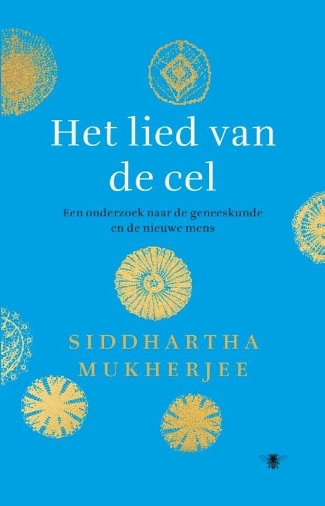 Het lied van
de cel
Een onderzoek naar de geneeskunde
en de nieuwe mens
SIDDHARTHA
MUKHERJEE